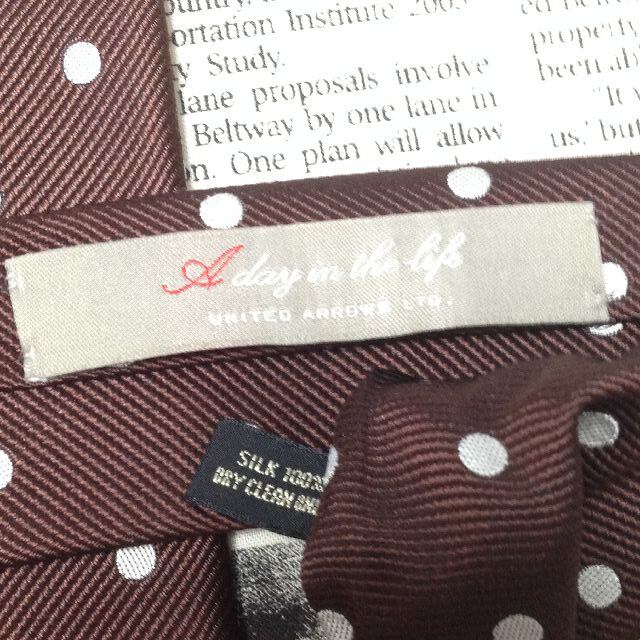 ortation Institute 2005
y Study.
lane proposals involve
Beltway by one lane in
n. One plan will allow
property
been ab
"It v
us, but
A day in the life
UNITED ARROWS LTD.
SILK 100%
DRY CLEAN